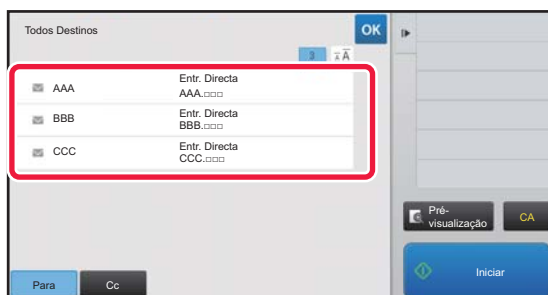 Todos Destinos
OK
3
AAA
Entr. Directa
AAA.□□□
BBB
Entr. Directa
BBB.□□□
CCC
Entr. Directa
CCC.□□□
Pré-
visualização
CA
Iniciar
Para
Cc